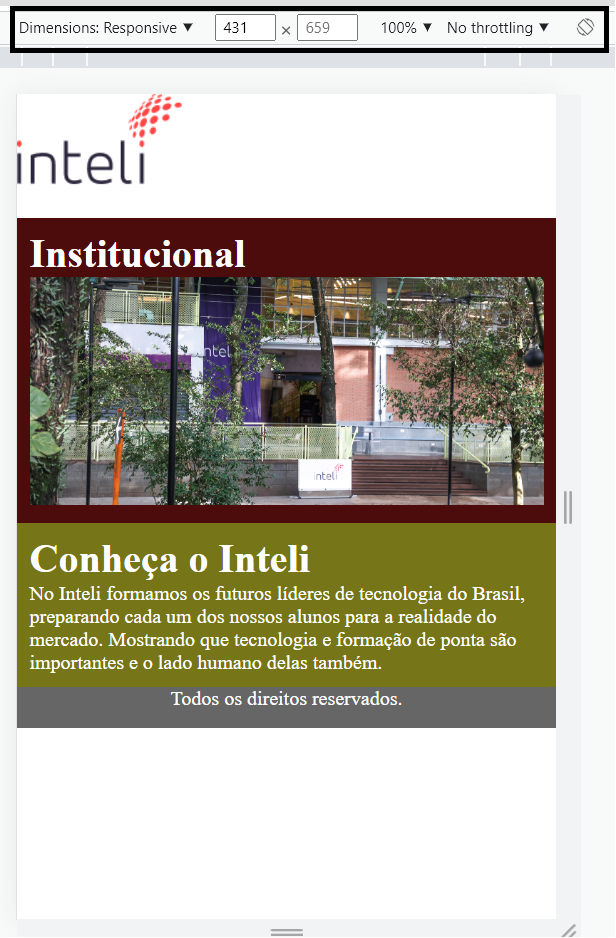 Dimensions: Responsive ▼ 431 × 659 100% ▼ No throttling ▼
inteli
Institucional
intel
inteli
Conheça o Inteli
No Inteli formamos os futuros líderes de tecnologia do Brasil,
preparando cada um dos nossos alunos para a realidade do
mercado. Mostrando que tecnologia e formação de ponta são
importantes e o lado humano delas também.
Todos os direitos reservados.